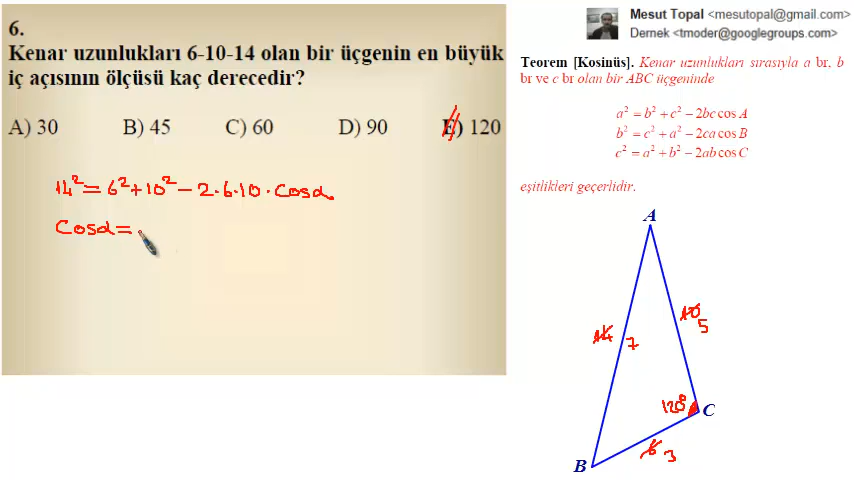 6.
Kenar uzunlukları 6-10-14 olan bir üçgenin en büyük
iç açısının ölçüsü kaç derecedir?
A) 30 B) 45 C) 60 D) 90 E) 120
14² = 6² + 10² - 2·6·10·Cosα
Cosα =
Mesut Topal <mesutopal@gmail.com>
Dernek <tmoder@googlegroups.com>
Teorem [Kosinüs]. Kenar uzunlukları sırasıyla a br, b
br ve c br olan bir ABC üçgeninde
a² = b² + c² - 2bc cos A
b² = c² + a² - 2ca cos B
c² = a² + b² - 2ab cos C
eşitlikleri geçerlidir.
A
10 5
14 7
120° C
6 3
B